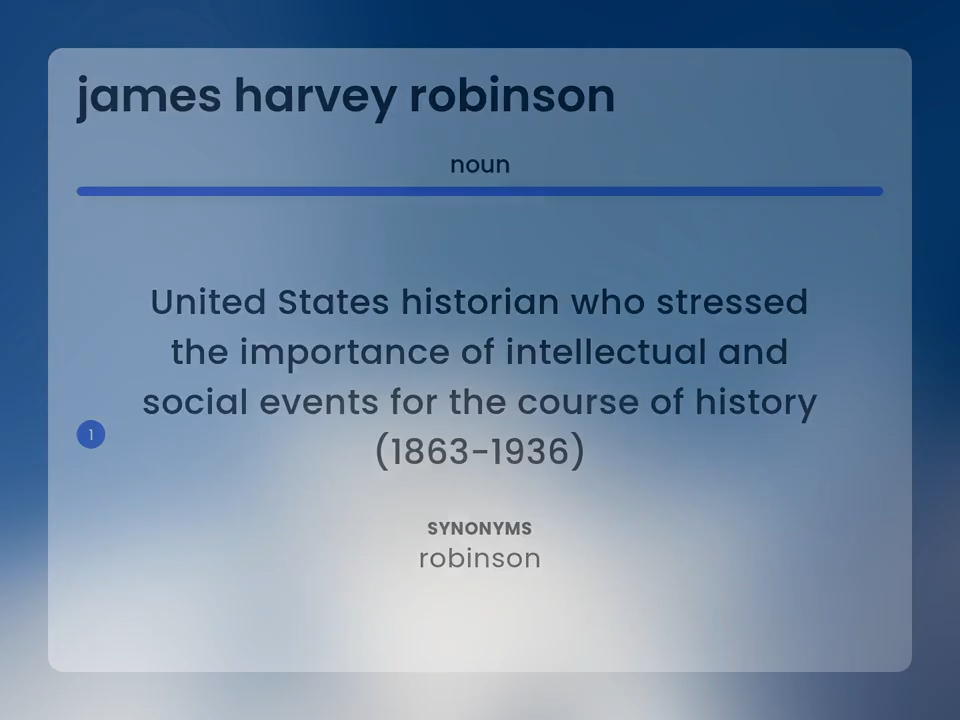 james harvey robinson
noun
United States historian who stressed
the importance of intellectual and
social events for the course of history
(1863-1936)
1
SYNONYMS
robinson